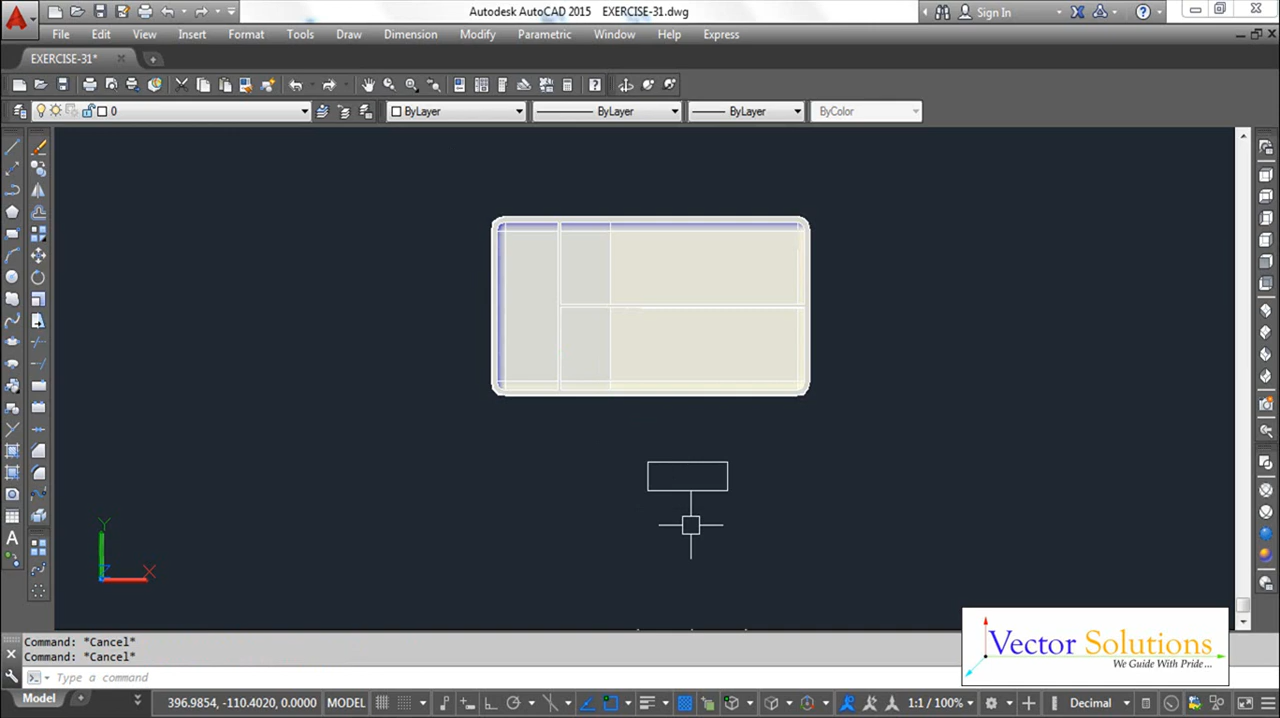 Autodesk AutoCAD 2015 EXERCISE-31.dwg
Sign In
File Edit View Insert Format Tools Draw Dimension Modify Parametric Window Help Express
EXERCISE-31*
0 ByLayer ByLayer ByLayer ByColor
Y
X
Command: *Cancel*
Command: *Cancel*
Type a command
Vector Solutions
We Guide With Pride ...
Model 396.9854, -110.4020, 0.0000 MODEL 1:1 / 100% Decimal